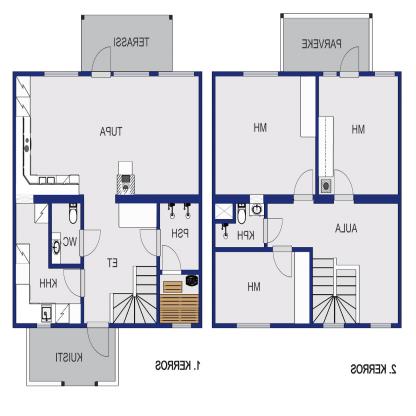 TERASSI
PARVEKE
TUPA
MH
MH
WC
PSH
KPH
AULA
ET
KHH
MH
KUISTI
1. KERROS
2. KERROS